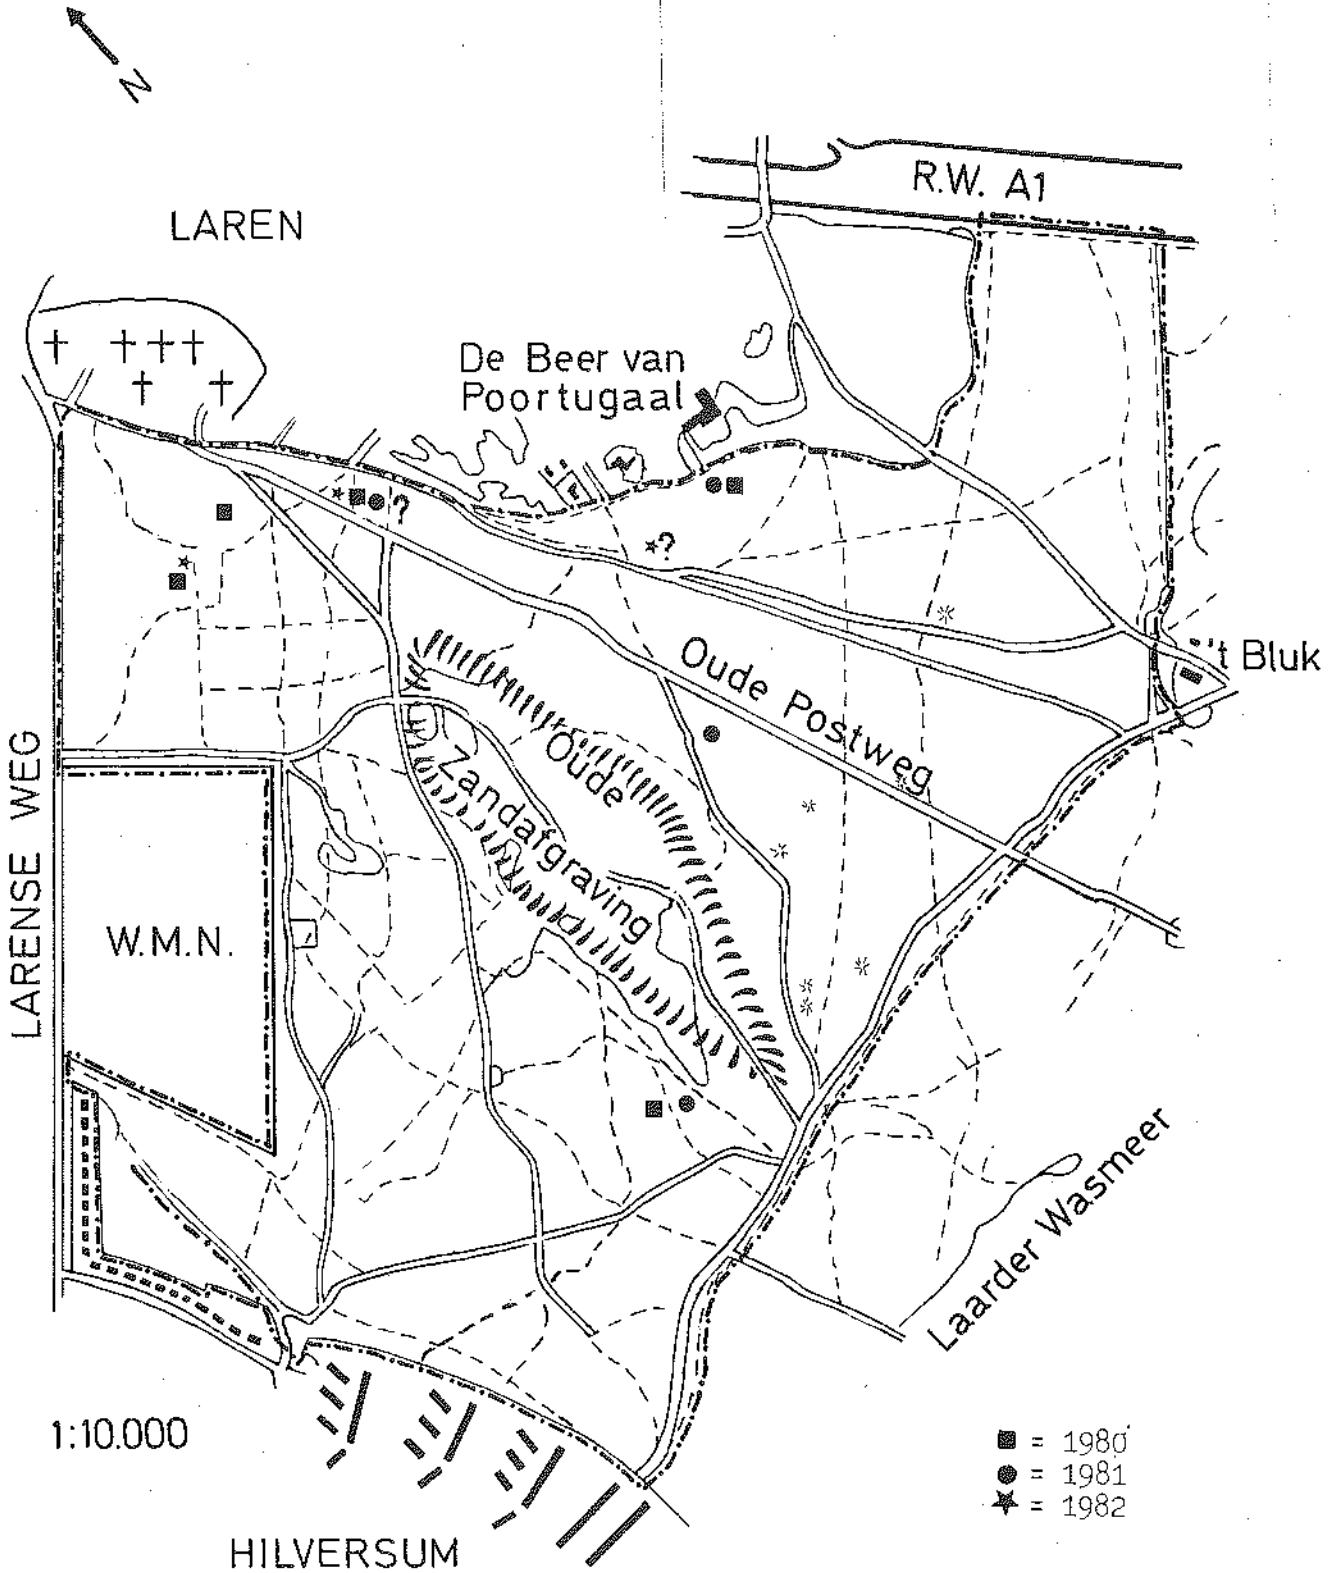 N
R.W. A1
LAREN
De Beer van
Poortugaal
?
?
't Bluk
Oude Postweg
Oude
Zandafgraving
LARENSE WEG
W.M.N.
Laarder Wasmeer
1:10.000
■ = 1980
● = 1981
★ = 1982
HILVERSUM